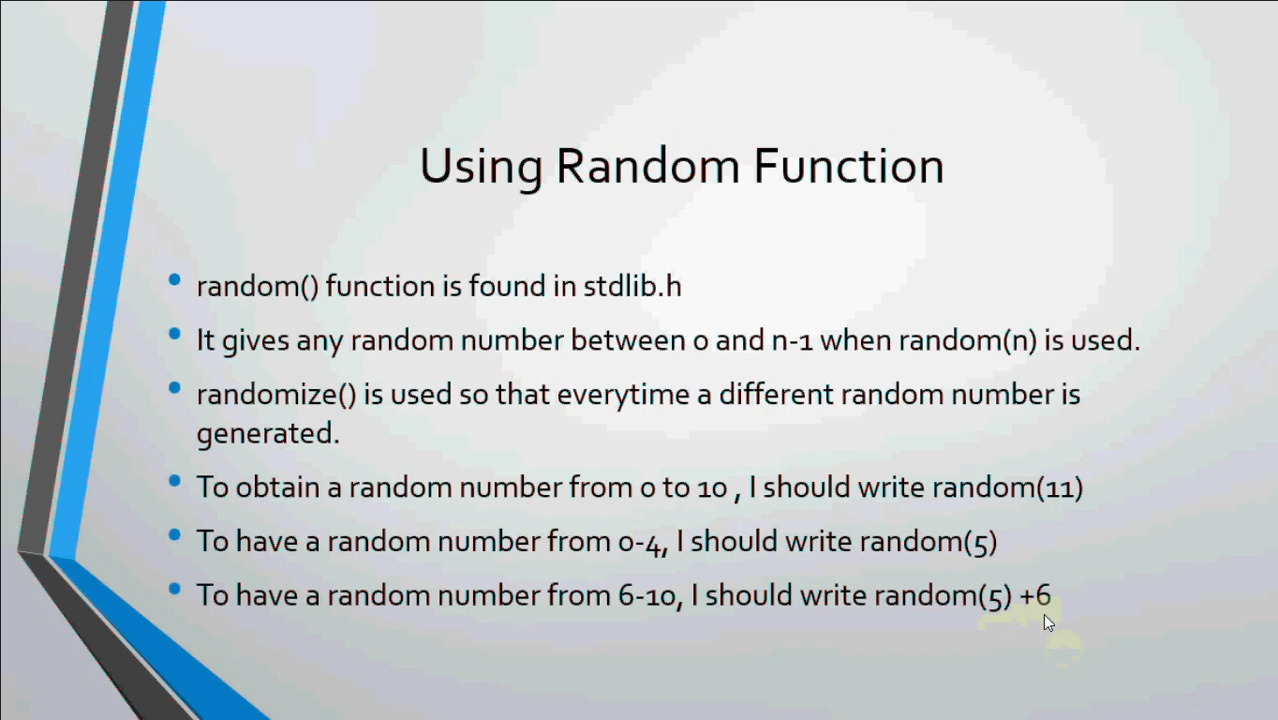 Using Random Function
random() function is found in stdlib.h
It gives any random number between 0 and n-1 when random(n) is used.
randomize() is used so that everytime a different random number is
generated.
To obtain a random number from 0 to 10 , I should write random(11)
To have a random number from 0-4, I should write random(5)
To have a random number from 6-10, I should write random(5) +6